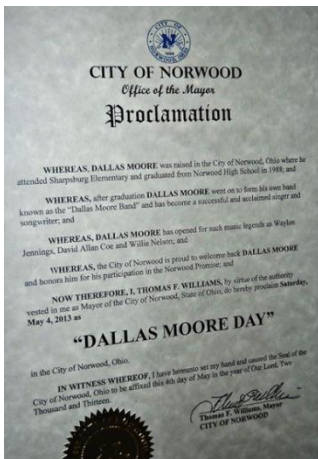 CITY OF
N
NORWOOD, OHIO
CITY OF NORWOOD
Office of the Mayor
Proclamation
WHEREAS, DALLAS MOORE was raised in the City of Norwood, Ohio where he
attended Sharpsburg Elementary and graduated from Norwood High School in 1988; and
WHEREAS, after graduation DALLAS MOORE went on to form his own band
known as the "Dallas Moore Band" and has become a successful and acclaimed singer and
songwriter; and
WHEREAS, DALLAS MOORE has opened for such music legends as Waylon
Jennings, David Allan Coe and Willie Nelson; and
WHEREAS, the City of Norwood is proud to welcome back DALLAS MOORE
and honors him for his participation in the Norwood Promise; and
NOW THEREFORE, I, THOMAS F. WILLIAMS, by virtue of the authority
vested in me as Mayor of the City of Norwood, State of Ohio, do hereby proclaim Saturday,
May 4, 2013 as
"DALLAS MOORE DAY"
in the City of Norwood, Ohio.
IN WITNESS WHEREOF, I have hereunto set my hand and caused the Seal of the
City of Norwood, Ohio to be affixed this 4th day of May in the year of Our Lord, Two
Thousand and Thirteen.
Thomas F. Williams, Mayor
CITY OF NORWOOD